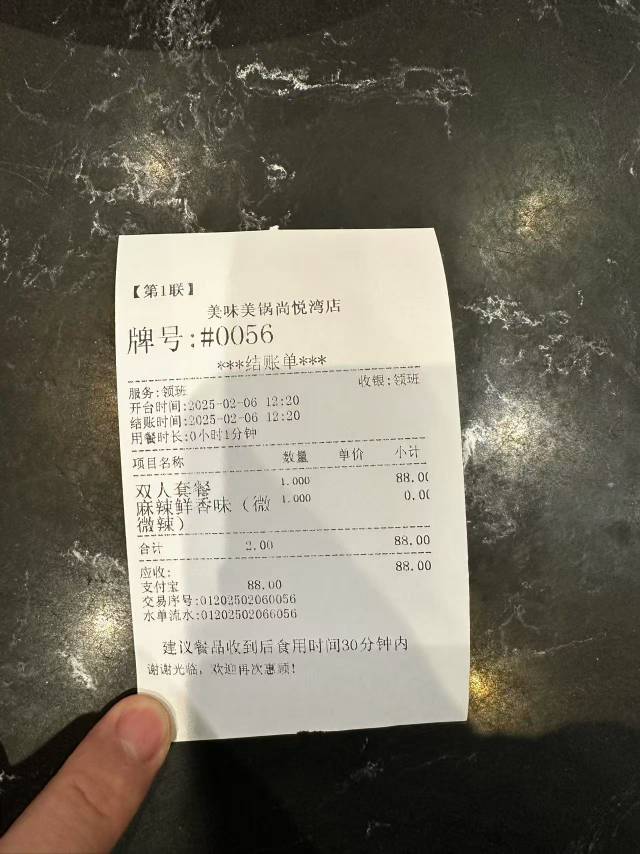 【第1联】
美味美锅尚悦湾店
牌号:#0056
***结账单***
服务:领班 收银:领班
开台时间:2025-02-06 12:20
结账时间:2025-02-06 12:20
用餐时长:0小时1分钟
项目名称 数量 单价 小计
双人套餐 1.000 88.00
麻辣鲜香味（微 1.000 0.00
微辣）
合计 2.00 88.00
应收: 88.00
支付宝 88.00
交易序号:01202502060056
水单流水:01202502066056
建议餐品收到后食用时间30分钟内
谢谢光临，欢迎再次惠顾!